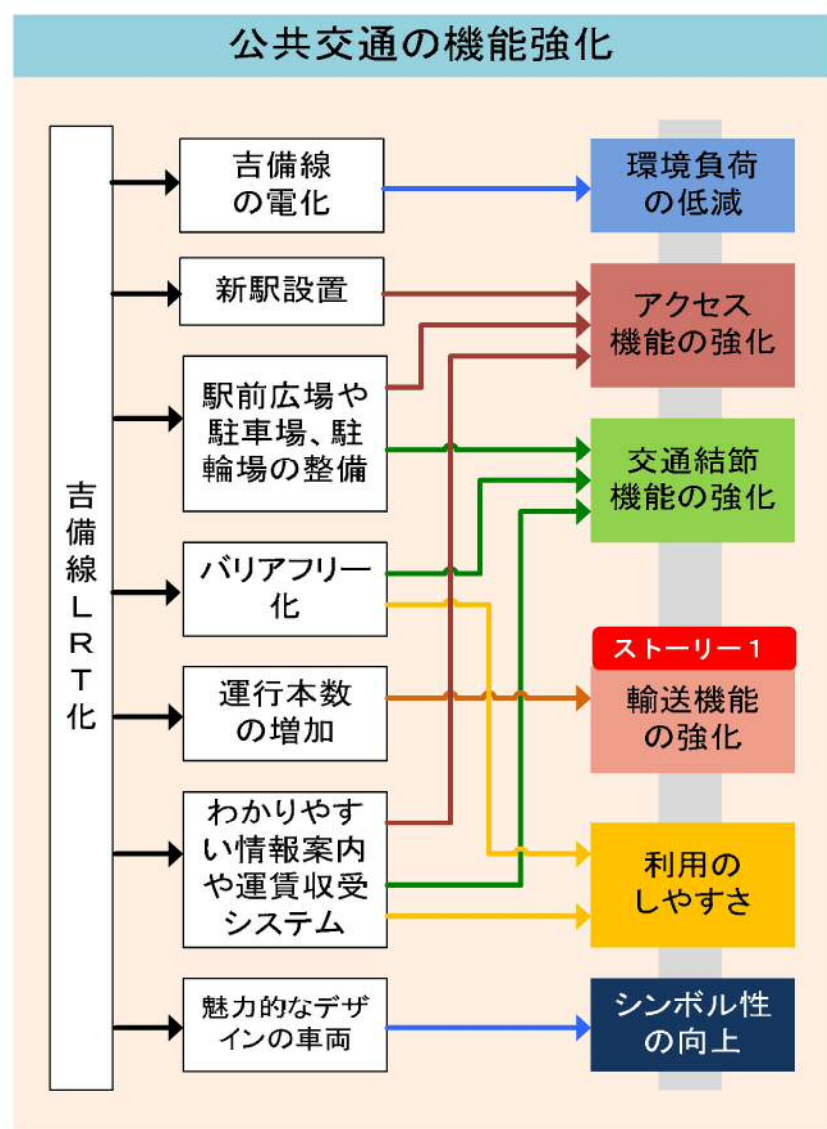 公共交通の機能強化
吉備線LRT化
吉備線
の電化
新駅設置
駅前広場や
駐車場、駐
輪場の整備
バリアフリー
化
運行本数
の増加
わかりやす
い情報案内
や運賃収受
システム
魅力的なデザ
インの車両
環境負荷
の低減
アクセス
機能の強化
交通結節
機能の強化
ストーリー1
輸送機能
の強化
利用の
しやすさ
シンボル性
の向上